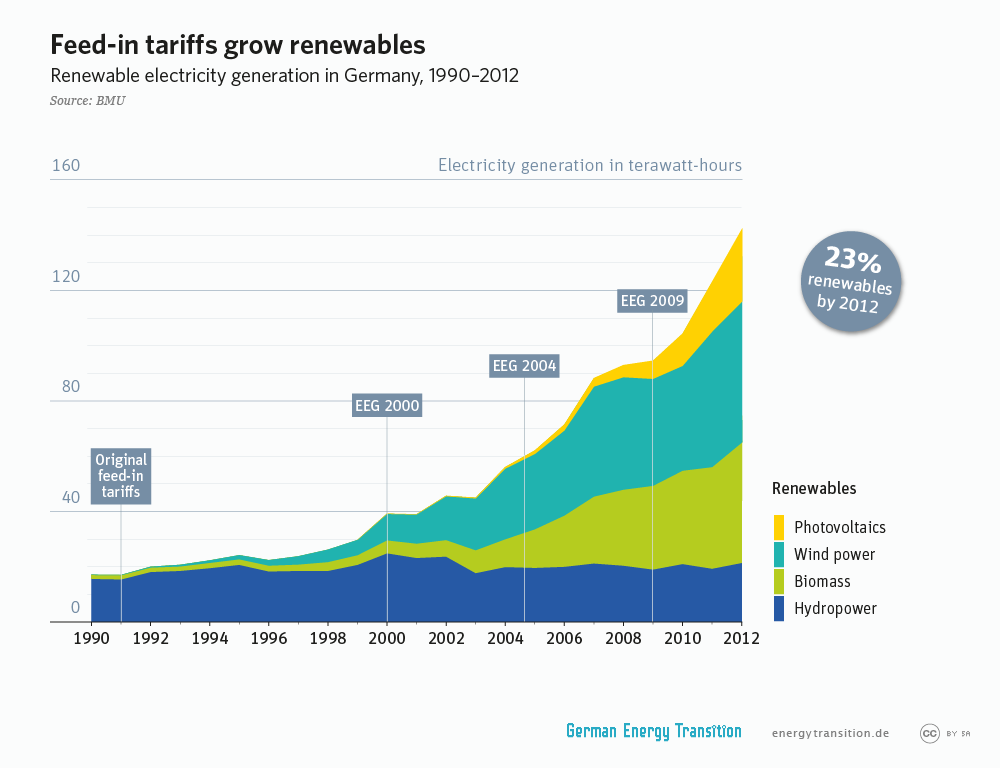 Feed-in tariffs grow renewables
Renewable electricity generation in Germany, 1990–2012
Source: BMU
160
Electricity generation in terawatt-hours
23%
renewables
by 2012
120
EEG 2009
EEG 2004
80
EEG 2000
Original
feed-in
tariffs
40
Renewables
Photovoltaics
Wind power
Biomass
Hydropower
0
1990 1992 1994 1996 1998 2000 2002 2004 2006 2008 2010 2012
German Energy Transition
energytransition.de
cc BY SA